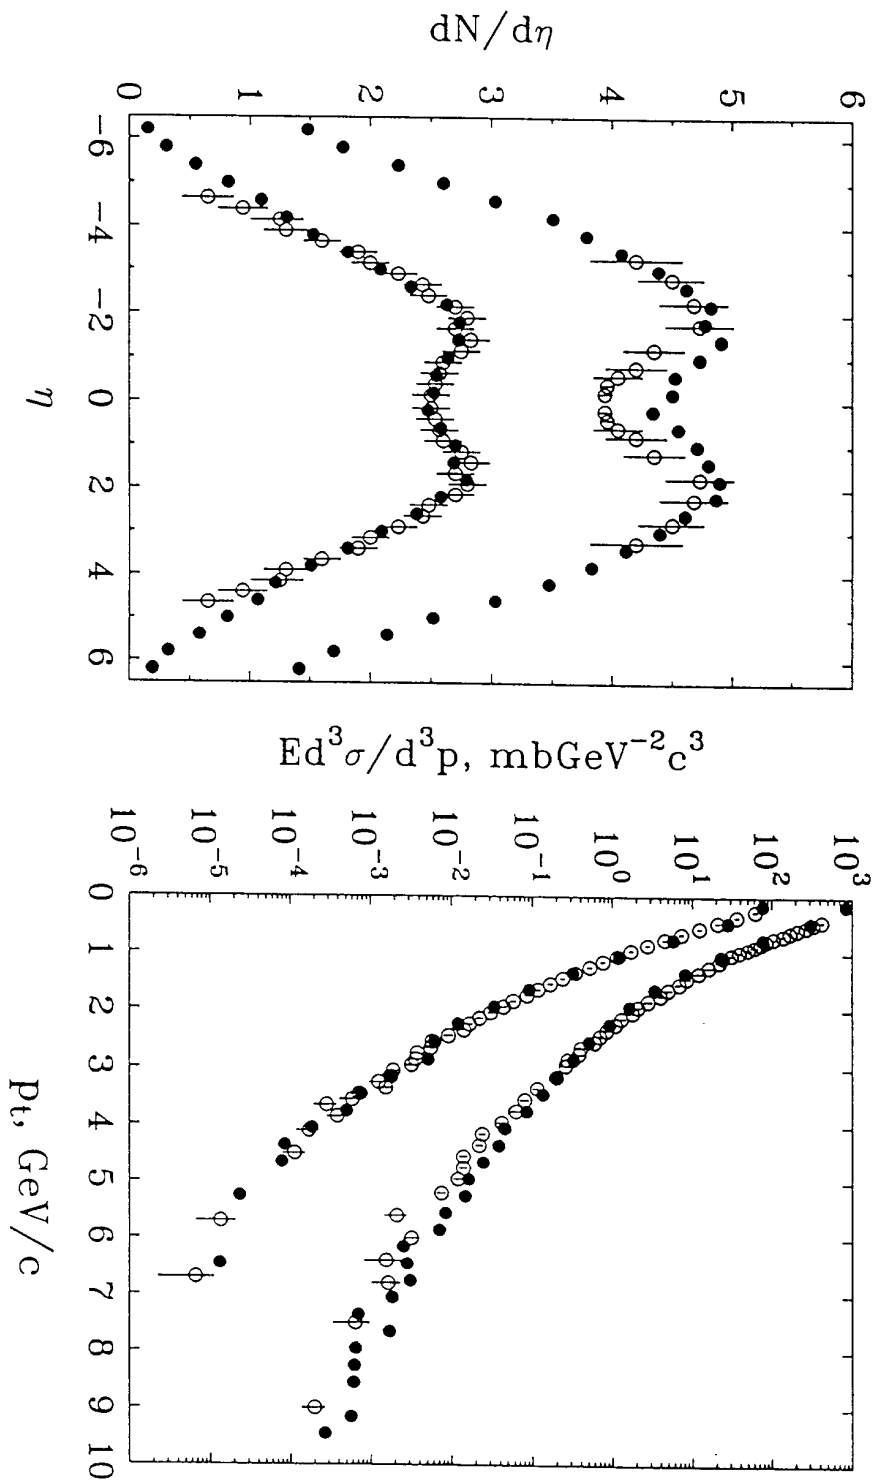 dN/dη
6
5
4
3
2
1
0
−6 −4 −2 0 2 4 6
η
Ed³σ/d³p, mbGeV⁻²c³
10³
10²
10¹
10⁰
10⁻¹
10⁻²
10⁻³
10⁻⁴
10⁻⁵
10⁻⁶
0 1 2 3 4 5 6 7 8 9 10
pₜ, GeV/c